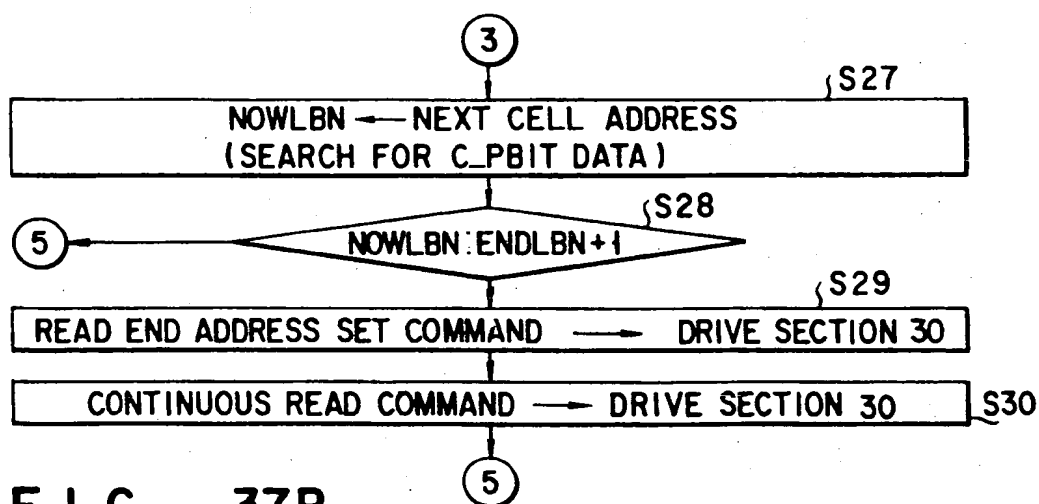 3
S27
NOWLBN ← NEXT CELL ADDRESS
(SEARCH FOR C_PBIT DATA)
S28
5
NOWLBN:ENDLBN+1
S29
READ END ADDRESS SET COMMAND → DRIVE SECTION 30
CONTINUOUS READ COMMAND → DRIVE SECTION 30
S30
5